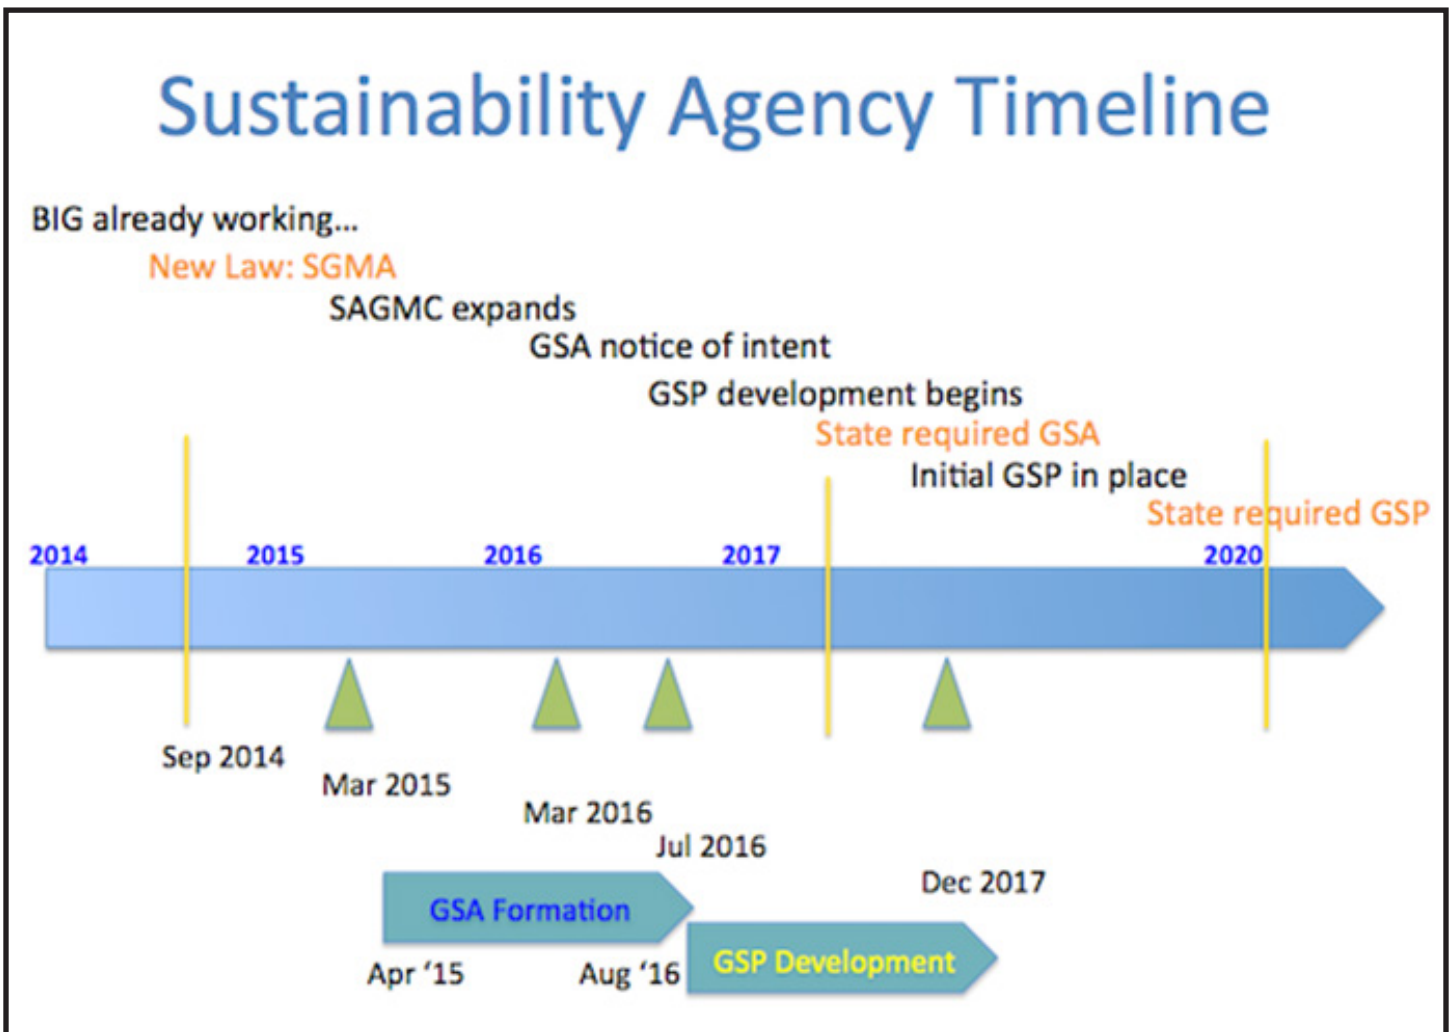 Sustainability Agency Timeline
BIG already working...
New Law: SGMA
SAGMC expands
GSA notice of intent
GSP development begins
State required GSA
Initial GSP in place
State required GSP
2014 2015 2016 2017 2020
Sep 2014
Mar 2015
Mar 2016
Jul 2016
Dec 2017
GSA Formation
GSP Development
Apr ‘15 Aug ‘16